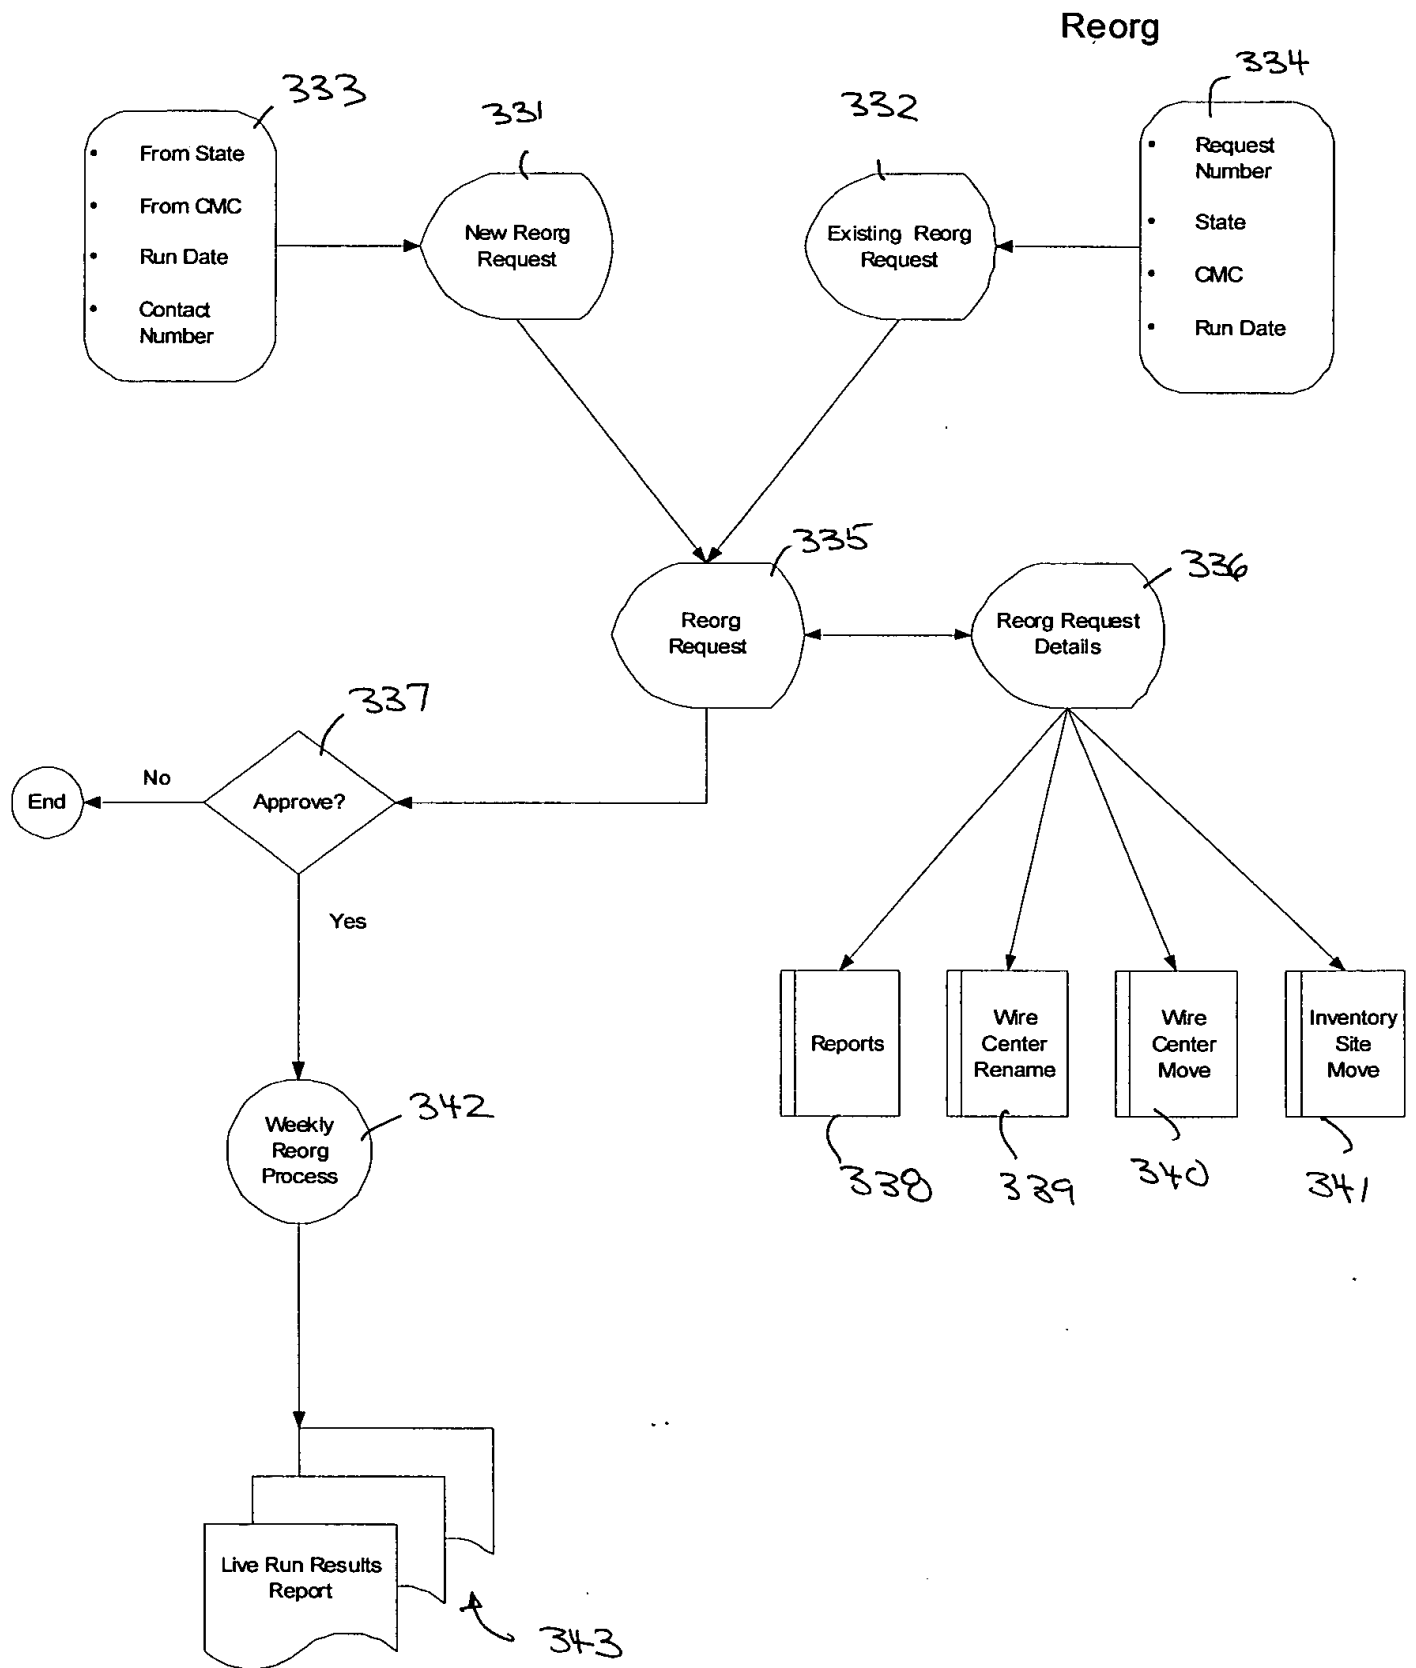 Reorg
333
331
332
334
• From State
• From CMC
• Run Date
• Contact
Number
New Reorg
Request
Existing Reorg
Request
• Request
Number
• State
• CMC
• Run Date
335
336
Reorg
Request
Reorg Request
Details
337
No
End
Approve?
Yes
Reports
Wire
Center
Rename
Wire
Center
Move
Inventory
Site
Move
338
339
340
341
342
Weekly
Reorg
Process
Live Run Results
Report
343